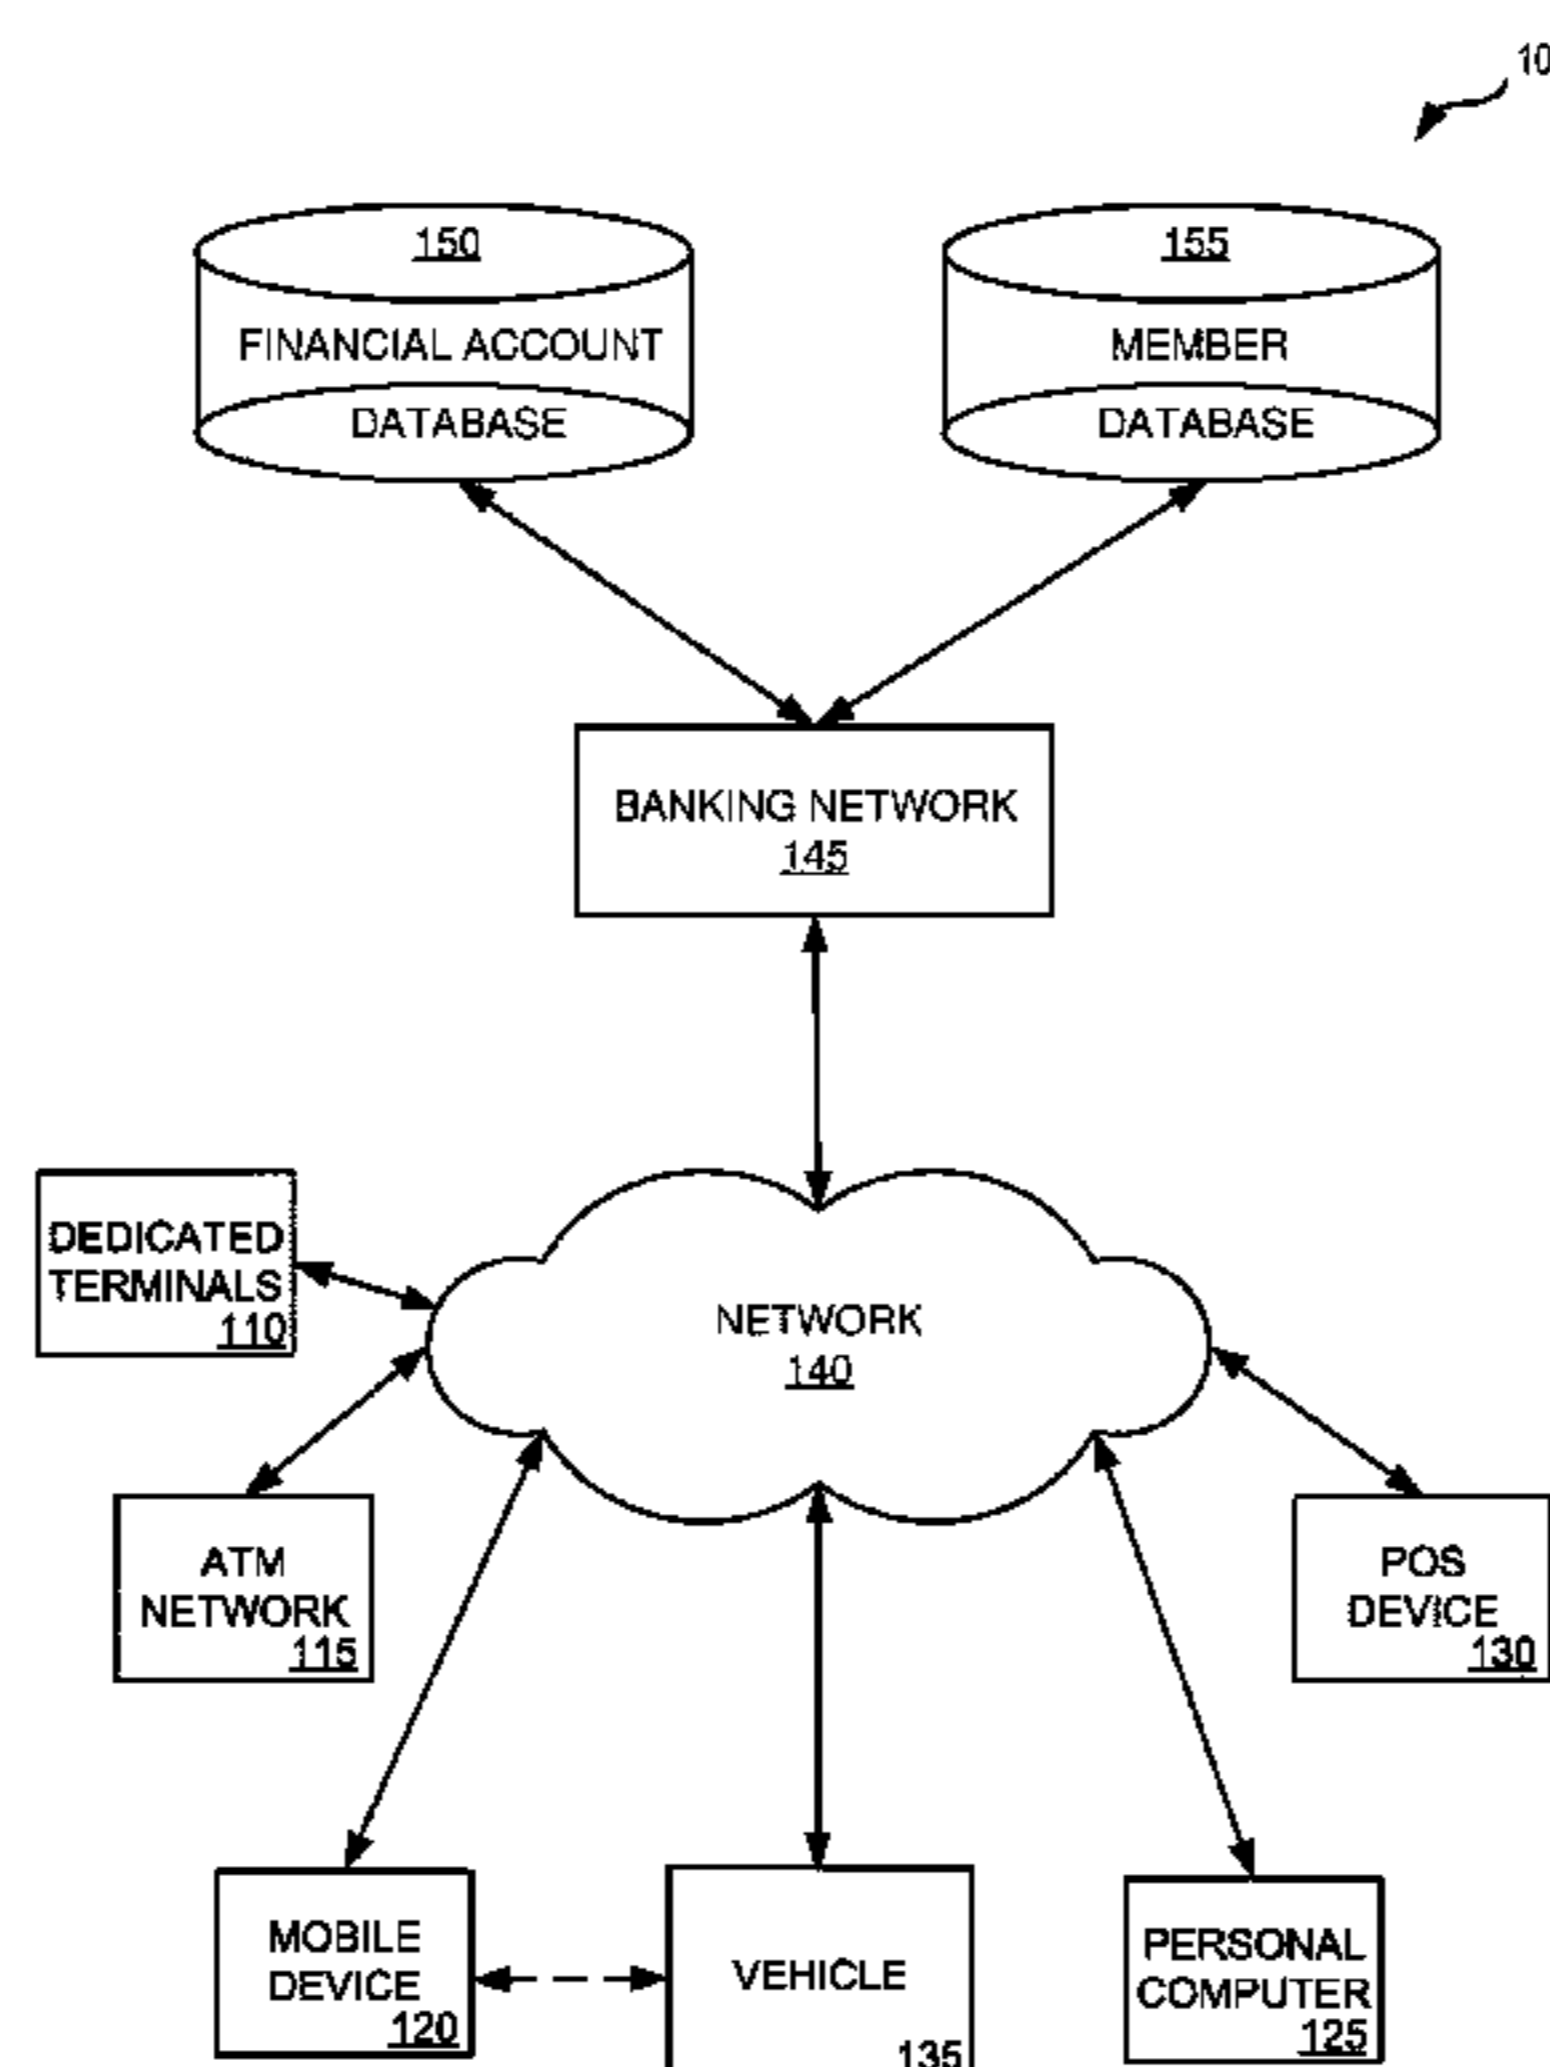 10
150
FINANCIAL ACCOUNT
DATABASE
155
MEMBER
DATABASE
BANKING NETWORK
145
DEDICATED
TERMINALS
110
NETWORK
140
ATM
NETWORK
115
POS
DEVICE
130
MOBILE
DEVICE
120
VEHICLE
135
PERSONAL
COMPUTER
125